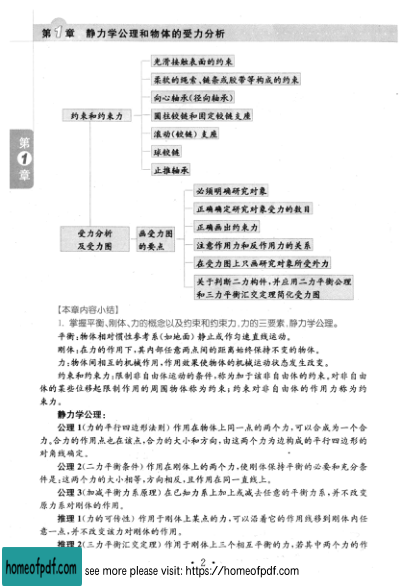 第1章 静力学公理和物体的受力分析
光滑接触表面的约束
柔软的绳索、链条或胶带等构成的约束
向心轴承(径向轴承)
约束和约束力
圆柱铰链和固定铰链支座
滚动(铰链)支座
球铰链
止推轴承
第
1
章
必须明确研究对象
正确确定研究对象受力的数目
正确画出约束力
受力分析
及受力图
画受力图
的要点
注意作用力和反作用力的关系
在受力图上只画研究对象所受外力
关于判断二力构件,并应用二力平衡公理
和三力平衡汇交定理简化受力图
【本章内容小结】
1. 掌握平衡、刚体、力的概念以及约束和约束力,力的三要素,静力学公理。
平衡:物体相对惯性参考系(如地面)静止或作匀速直线运动。
刚体:在力的作用下,其内部任意两点间的距离始终保持不变的物体。
力:物体间相互的机械作用,作用效果使物体的机械运动状态发生改变。
约束和约束力:限制非自由体运动的条件,称为加于该非自由体的约束。对非自由
体的某些位移起限制作用的周围物体称为约束;约束对非自由体的作用力称为约
束力。
静力学公理:
公理1(力的平行四边形法则) 作用在物体上同一点的两个力,可以合成为一个合
力。合力的作用点也在该点,合力的大小和方向,由这两个力为边构成的平行四边形的
对角线确定。
公理2(二力平衡条件) 作用在刚体上的两个力,使刚体保持平衡的必要和充分条
件是:这两个力的大小相等,方向相反,且作用在同一直线上。
公理3(加减平衡力系原理) 在已知力系上加上或减去任意的平衡力系,并不改变
原力系对刚体的作用。
推理1(力的可传性) 作用于刚体上某点的力,可以沿着它的作用线移到刚体内任
意一点,并不改变该力对刚体的作用。
推理2(三力平衡汇交定理) 作用于刚体上三个相互平衡的力,若其中两个力的作
· 2 ·
homeofpdf.com
see more please visit: https://homeofpdf.com